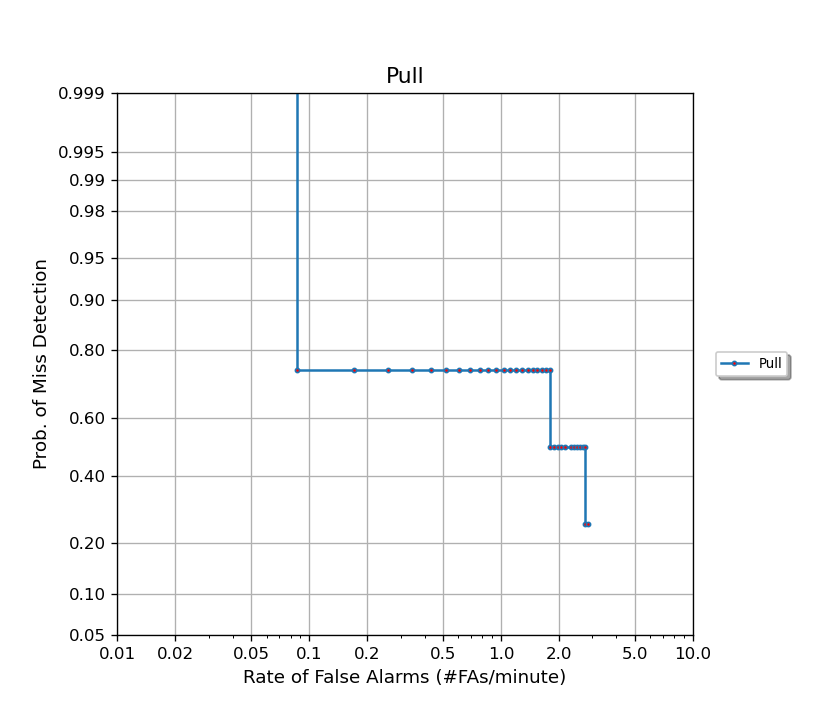 Pull
0.999
0.995
0.99
0.98
0.95
0.90
0.80
0.60
0.40
0.20
0.10
0.05
Prob. of Miss Detection
0.01 0.02 0.05 0.1 0.2 0.5 1.0 2.0 5.0 10.0
Rate of False Alarms (#FAs/minute)
Pull